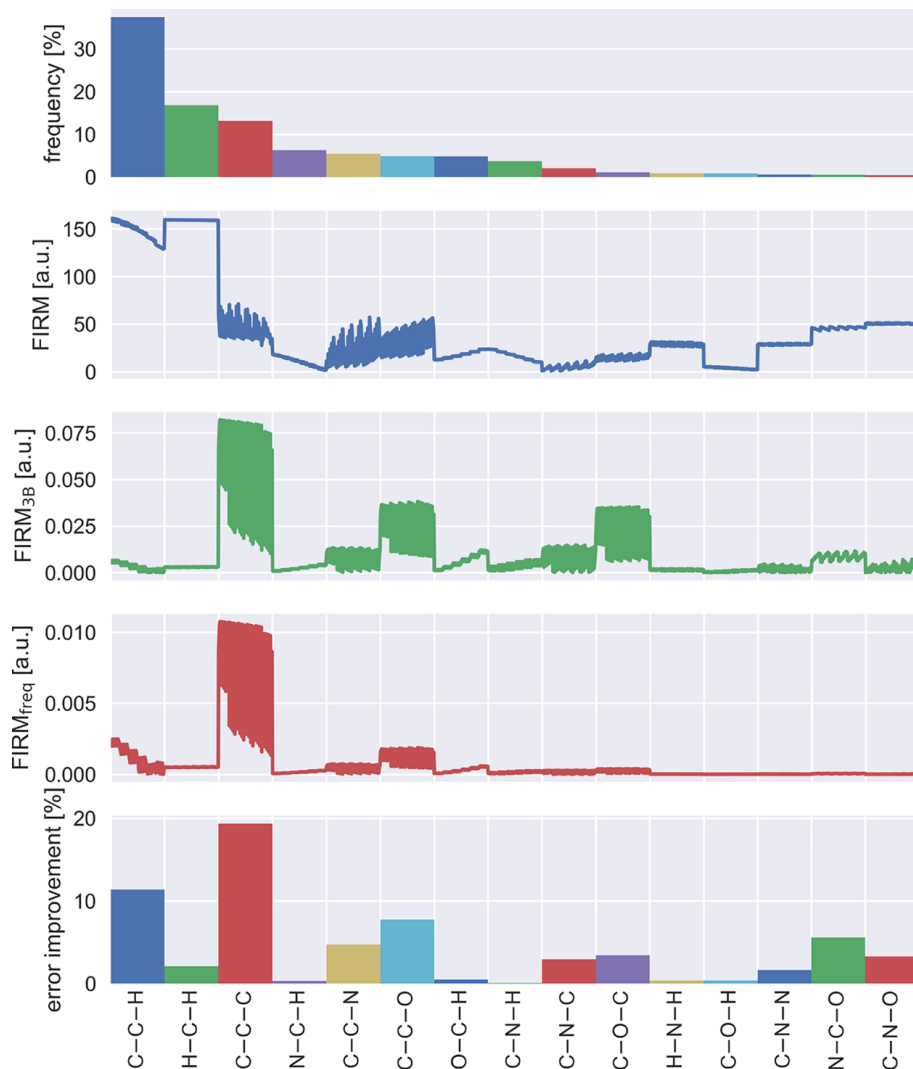 frequency [%]
30
20
10
0
FIRM [a.u.]
150
100
50
0
FIRM3B [a.u.]
0.075
0.050
0.025
0.000
FIRMfreq [a.u.]
0.010
0.005
0.000
error improvement [%]
20
10
0
C−C−H
H−C−H
C−C−C
N−C−H
C−C−N
C−C−O
O−C−H
C−N−H
C−N−C
C−O−C
H−N−H
C−O−H
C−N−N
N−C−O
C−N−O